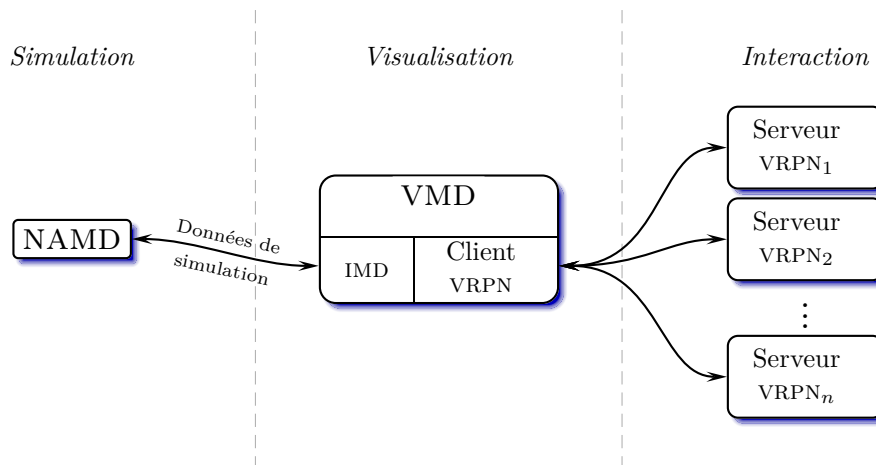 Simulation
Visualisation
Interaction
NAMD
Données de
simulation
VMD
IMD
Client
VRPN
Serveur
VRPN₁
Serveur
VRPN₂
⋮
Serveur
VRPNₙ